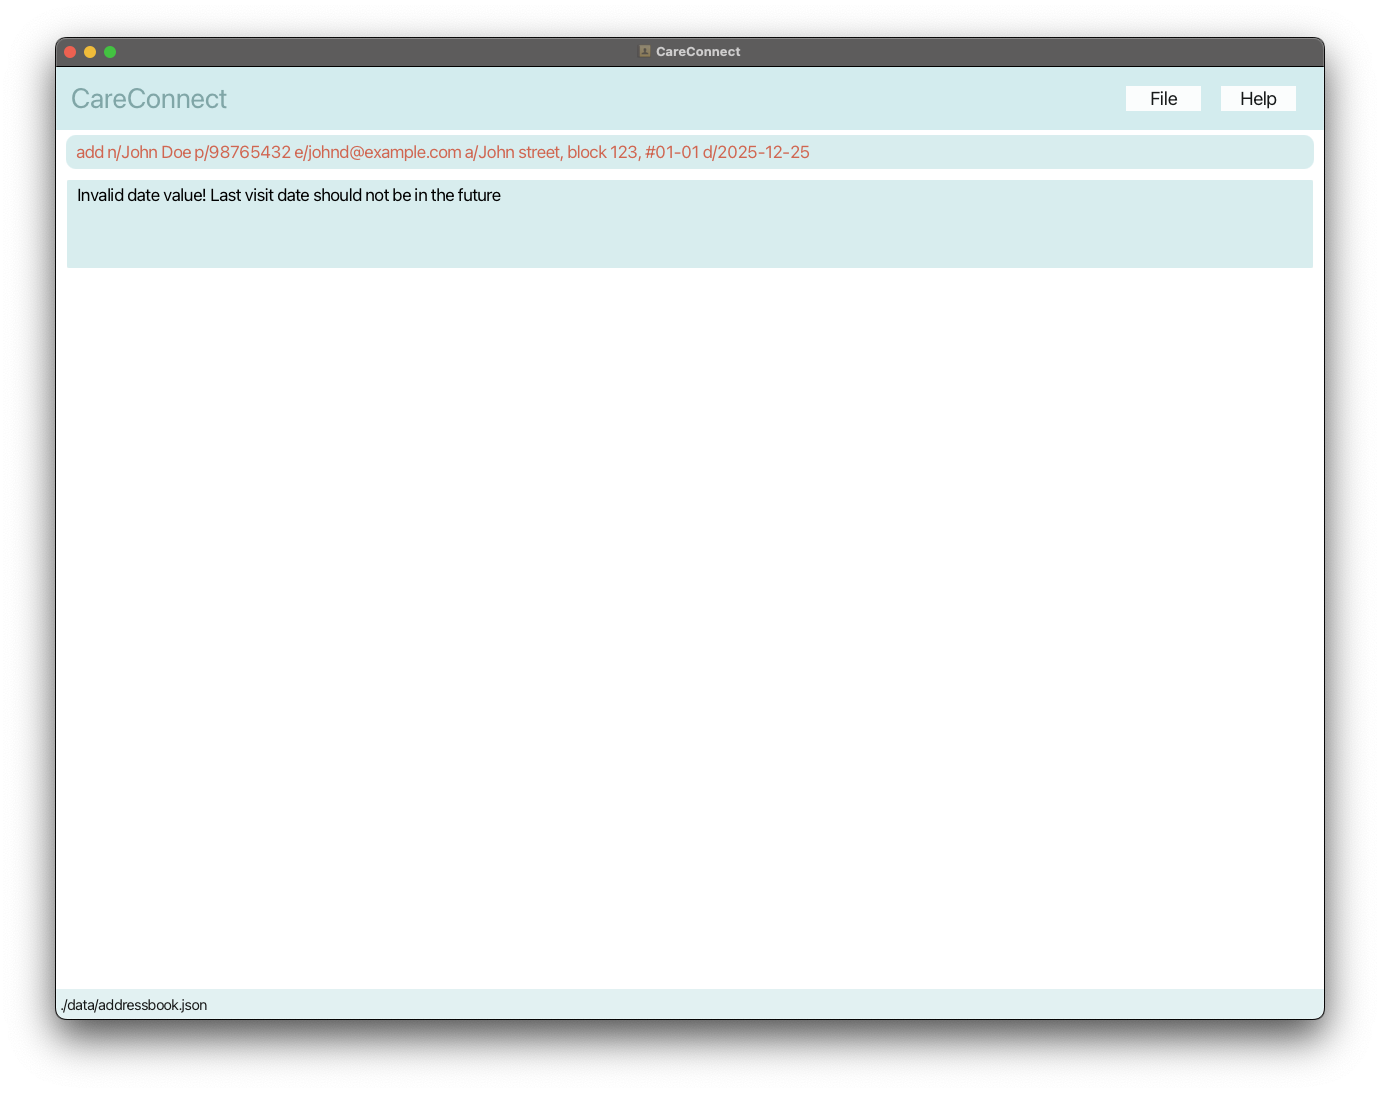 CareConnect
CareConnect
File
Help
add n/John Doe p/98765432 e/johnd@example.com a/John street, block 123, #01-01 d/2025-12-25
Invalid date value! Last visit date should not be in the future
./data/addressbook.json